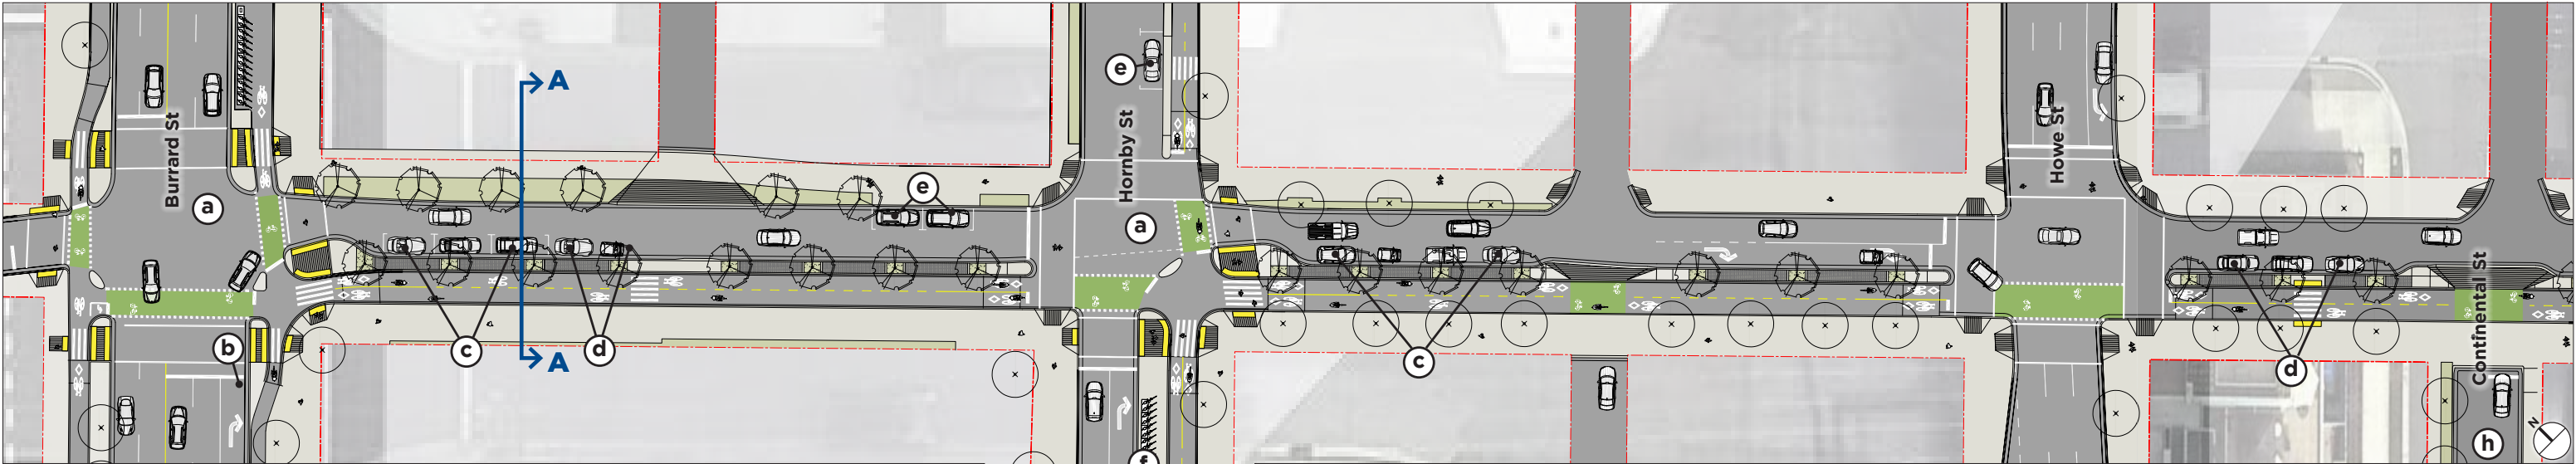 A
e
Burrard St
Hornby St
Howe St
e
a
a
b
c
d
A
c
d
Continental St
h
f
N